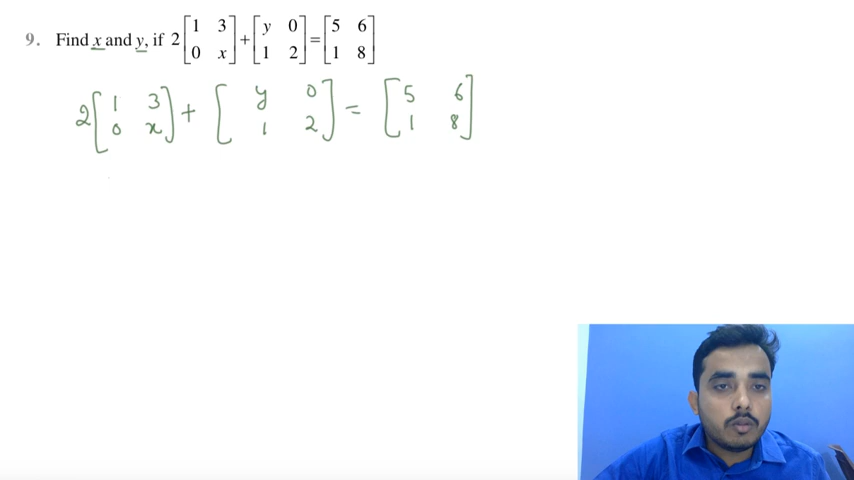 9. Find x and y, if 2 [1 3 0 x] + [y 0 1 2] = [5 6 1 8]
2 [1 3 0 x] + [y 0 1 2] = [5 6 1 8]